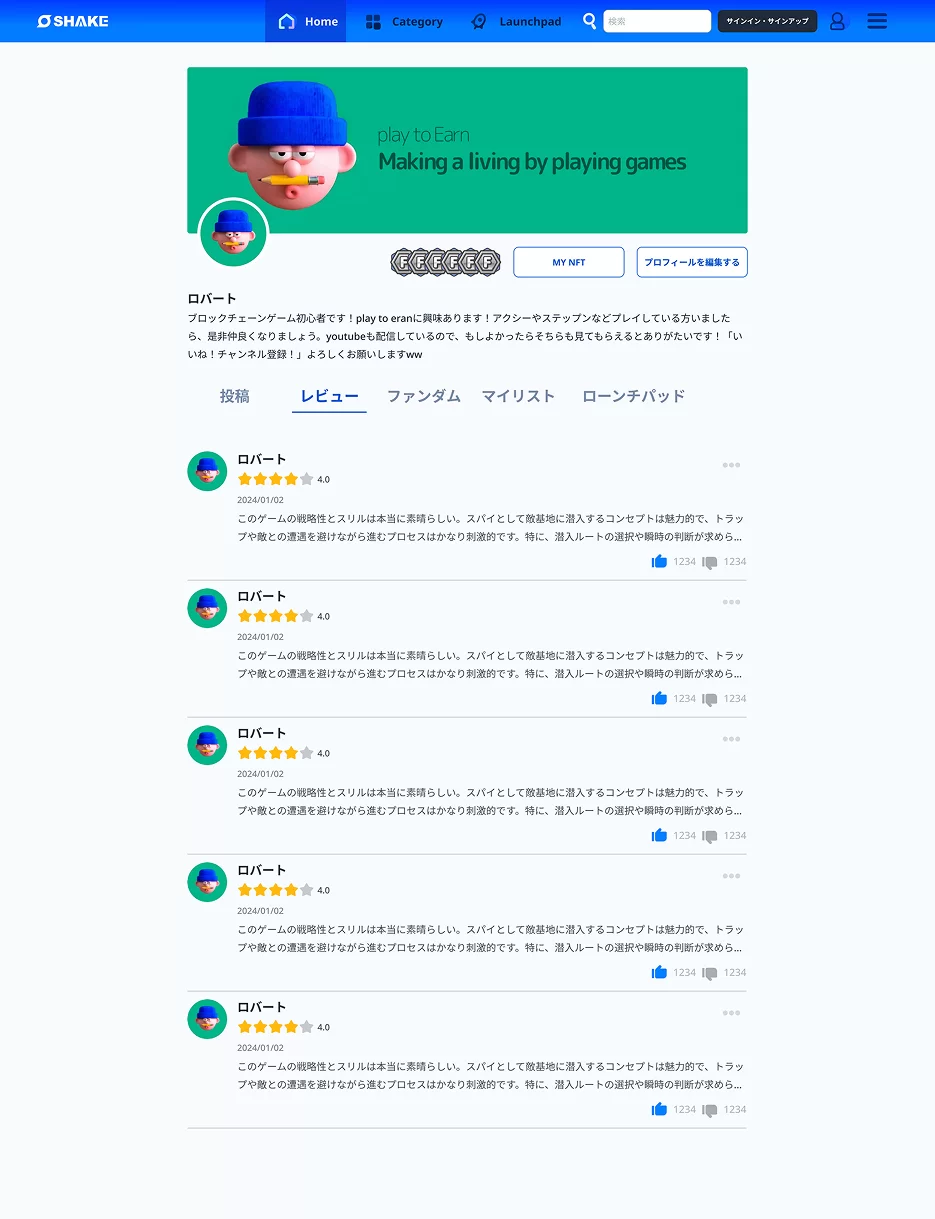 SHAKE
Home
Category
Launchpad
検索
サインイン・サインアップ
play to Earn
Making a living by playing games
FFFFFF
MY NFT
プロフィールを編集する
ロバート
ブロックチェーンゲーム初心者です！play to eranに興味あります！アクシーやステップンなどプレイしている方いました
ら、是非仲良くなりましょう。youtubeも配信しているので、もしよかったらそちらも見てもらえるとありがたいです！「い
いね！チャンネル登録！」よろしくお願いしますww
投稿
レビュー
ファンダム
マイリスト
ローンチパッド
ロバート
4.0
2024/01/02
このゲームの戦略性とスリルは本当に素晴らしい。スパイとして敵基地に潜入するコンセプトは魅力的で、トラッ
プや敵との遭遇を避けながら進むプロセスはかなり刺激的です。特に、潜入ルートの選択や瞬時の判断が求めら...
1234 1234
ロバート
4.0
2024/01/02
このゲームの戦略性とスリルは本当に素晴らしい。スパイとして敵基地に潜入するコンセプトは魅力的で、トラッ
プや敵との遭遇を避けながら進むプロセスはかなり刺激的です。特に、潜入ルートの選択や瞬時の判断が求めら...
1234 1234
ロバート
4.0
2024/01/02
このゲームの戦略性とスリルは本当に素晴らしい。スパイとして敵基地に潜入するコンセプトは魅力的で、トラッ
プや敵との遭遇を避けながら進むプロセスはかなり刺激的です。特に、潜入ルートの選択や瞬時の判断が求めら...
1234 1234
ロバート
4.0
2024/01/02
このゲームの戦略性とスリルは本当に素晴らしい。スパイとして敵基地に潜入するコンセプトは魅力的で、トラッ
プや敵との遭遇を避けながら進むプロセスはかなり刺激的です。特に、潜入ルートの選択や瞬時の判断が求めら...
1234 1234
ロバート
4.0
2024/01/02
このゲームの戦略性とスリルは本当に素晴らしい。スパイとして敵基地に潜入するコンセプトは魅力的で、トラッ
プや敵との遭遇を避けながら進むプロセスはかなり刺激的です。特に、潜入ルートの選択や瞬時の判断が求めら...
1234 1234